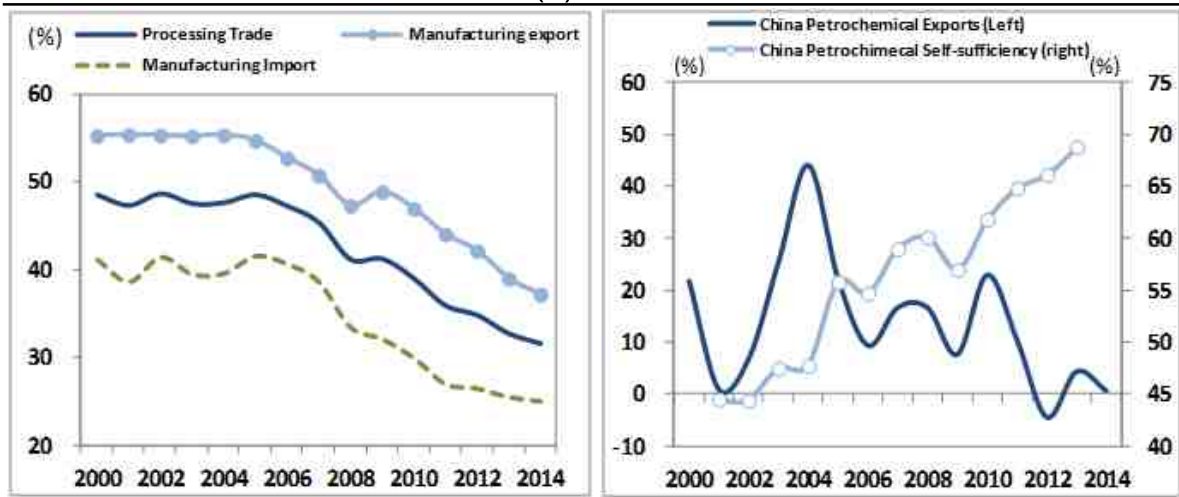 (%)
Processing Trade
Manufacturing export
Manufacturing Import
60
50
40
30
20
2000 2002 2004 2006 2008 2010 2012 2014
China Petrochemical Exports (Left)
China Petrochimecal Self-sufficiency (right)
(%) (%)
60 75
50 70
40 65
30 60
20 55
10 50
0 45
-10 40
2000 2002 2004 2006 2008 2010 2012 2014